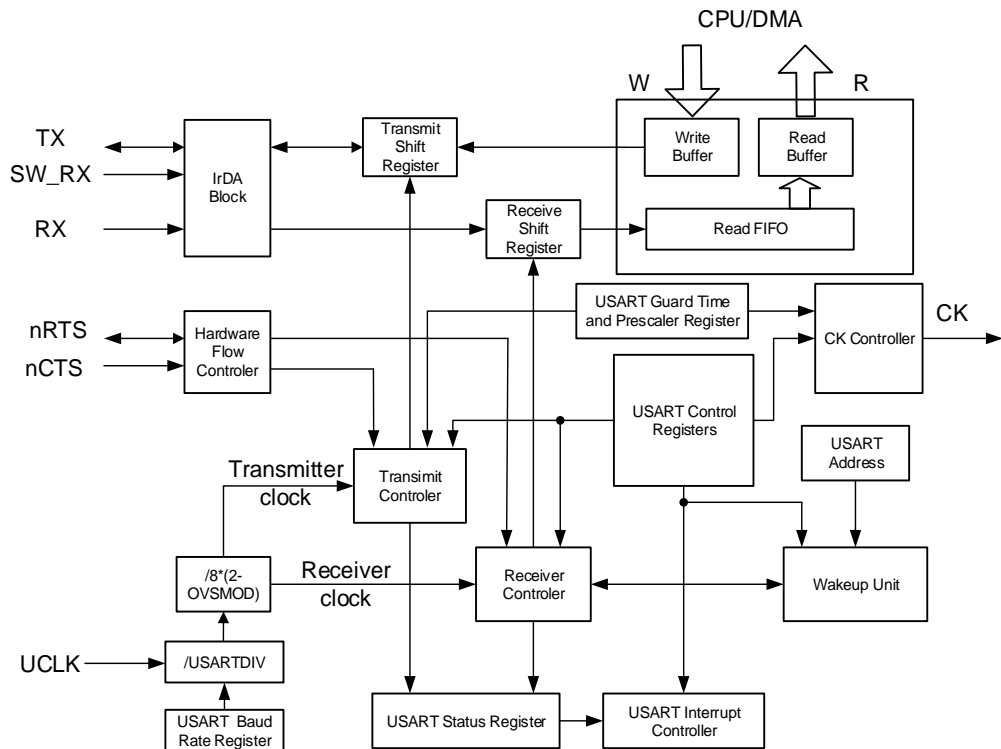 CPU/DMA
W
R
TX
SW_RX
RX
IrDA
Block
Transmit
Shift
Register
Write
Buffer
Read
Buffer
Receive
Shift
Register
Read FIFO
nRTS
nCTS
Hardware
Flow
Controler
USART Guard Time
and Prescaler Register
CK Controller
CK
USART Control
Registers
USART
Address
Transmitter
clock
Transimit
Controler
/8*(2-
OVSMOD)
Receiver
clock
Receiver
Controler
Wakeup Unit
UCLK
/USARTDIV
USART Baud
Rate Register
USART Status Register
USART Interrupt
Controller